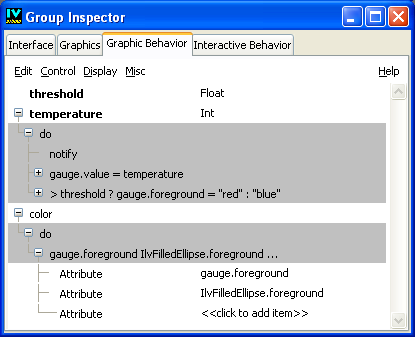 IV STUDIO Group Inspector
Interface Graphics Graphic Behavior Interactive Behavior
Edit Control Display Misc Help
threshold Float
temperature Int
do
notify
gauge.value = temperature
> threshold ? gauge.foreground = "red" : "blue"
color
do
gauge.foreground IlvFilledEllipse.foreground ...
Attribute gauge.foreground
Attribute IlvFilledEllipse.foreground
Attribute <<click to add item>>